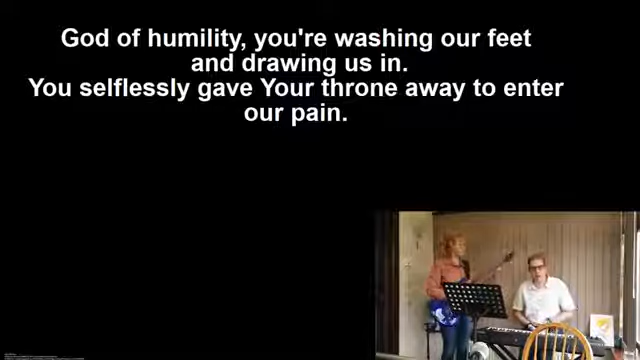 God of humility, you're washing our feet
and drawing us in.
You selflessly gave Your throne away to enter
our pain.